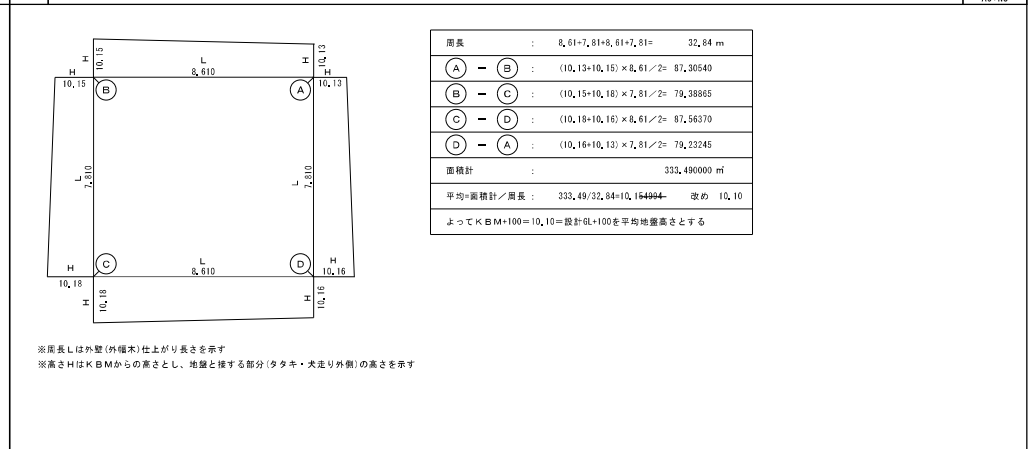 H 10.15
L 8.610
H 10.13
H 10.15
H 10.13
B
A
L 7.810
L 7.810
C
D
H 10.18
L 8.610
H 10.16
H 10.18
H 10.16
※周長Lは外壁(外幅木)仕上がり長さを示す
※高さHはKBMからの高さとし、地盤と接する部分(タタキ・犬走り外側)の高さを示す
周長 : 8.61+7.81+8.61+7.81= 32.84 m
A - B : (10.13+10.15)×8.61/2= 87.30540
B - C : (10.15+10.18)×7.81/2= 79.38865
C - D : (10.18+10.16)×8.61/2= 87.56370
D - A : (10.16+10.13)×7.81/2= 79.23245
面積計 : 333.490000 ㎡
平均=面積計/周長 : 333.49/32.84=10.154994 改め 10.10
よってKBM+100=10.10=設計GL+100を平均地盤高さとする